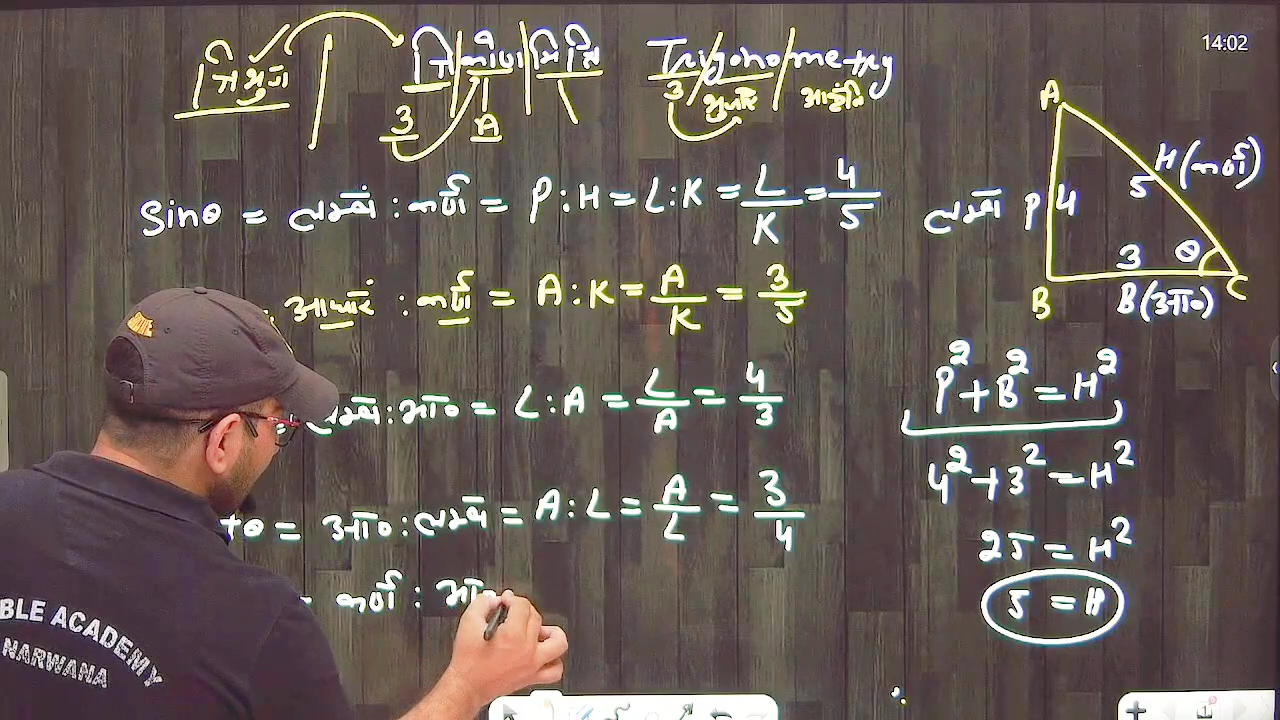 14:02
त्रिभुज त्रि/कोण/मिति Trigonometry
3 A 3/भुजाएं
A
Sinθ = लम्ब : कर्ण = P:H = L:K = L/K = 4/5
लम्ब P 4 5 H(कर्ण)
3 θ
B B(आ०) C
आधार : कर्ण = A:K = A/K = 3/5
P²+B²=H²
लम्ब:आ० = L:A = L/A = 4/3
4²+3²=H²
tθ = आ०:लम्ब = A:L = A/L = 3/4
25=H²
= कर्ण : आ०
5=H
BLE ACADEMY
NARWANA